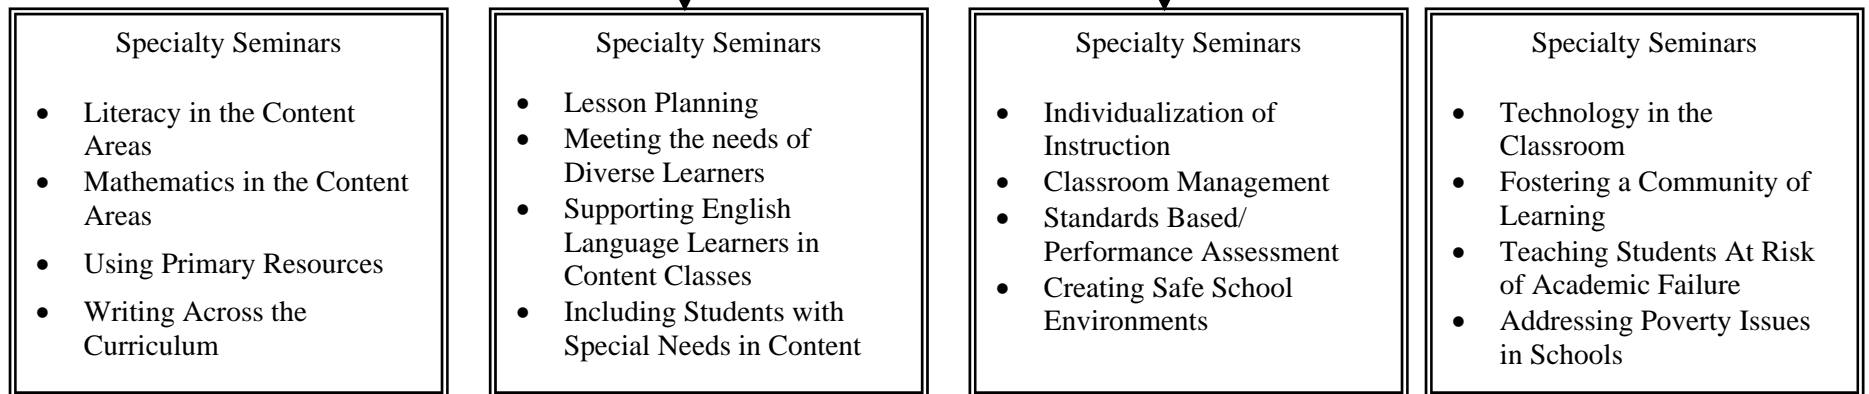 Specialty Seminars
• Literacy in the Content
Areas
• Mathematics in the Content
Areas
• Using Primary Resources
• Writing Across the
Curriculum
Specialty Seminars
• Lesson Planning
• Meeting the needs of
Diverse Learners
• Supporting English
Language Learners in
Content Classes
• Including Students with
Special Needs in Content
Specialty Seminars
• Individualization of
Instruction
• Classroom Management
• Standards Based/
Performance Assessment
• Creating Safe School
Environments
Specialty Seminars
• Technology in the
Classroom
• Fostering a Community of
Learning
• Teaching Students At Risk
of Academic Failure
• Addressing Poverty Issues
in Schools